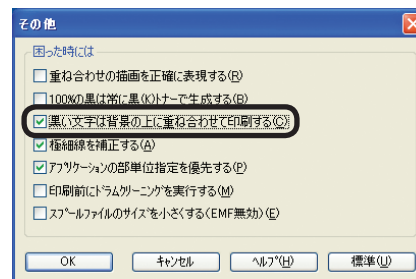 その他
困った時には
重ね合わせの描画を正確に表現する(R)
100%の黒は常に黒(K)トナーで生成する(B)
黒い文字は背景の上に重ね合わせて印刷する(C)
極細線を補正する(A)
アプリケーションの部単位指定を優先する(P)
印刷前にドラムクリーニングを実行する(M)
スプールファイルのサイズを小さくする(EMF無効)(E)
OK キャンセル ヘルプ(H) 標準(U)